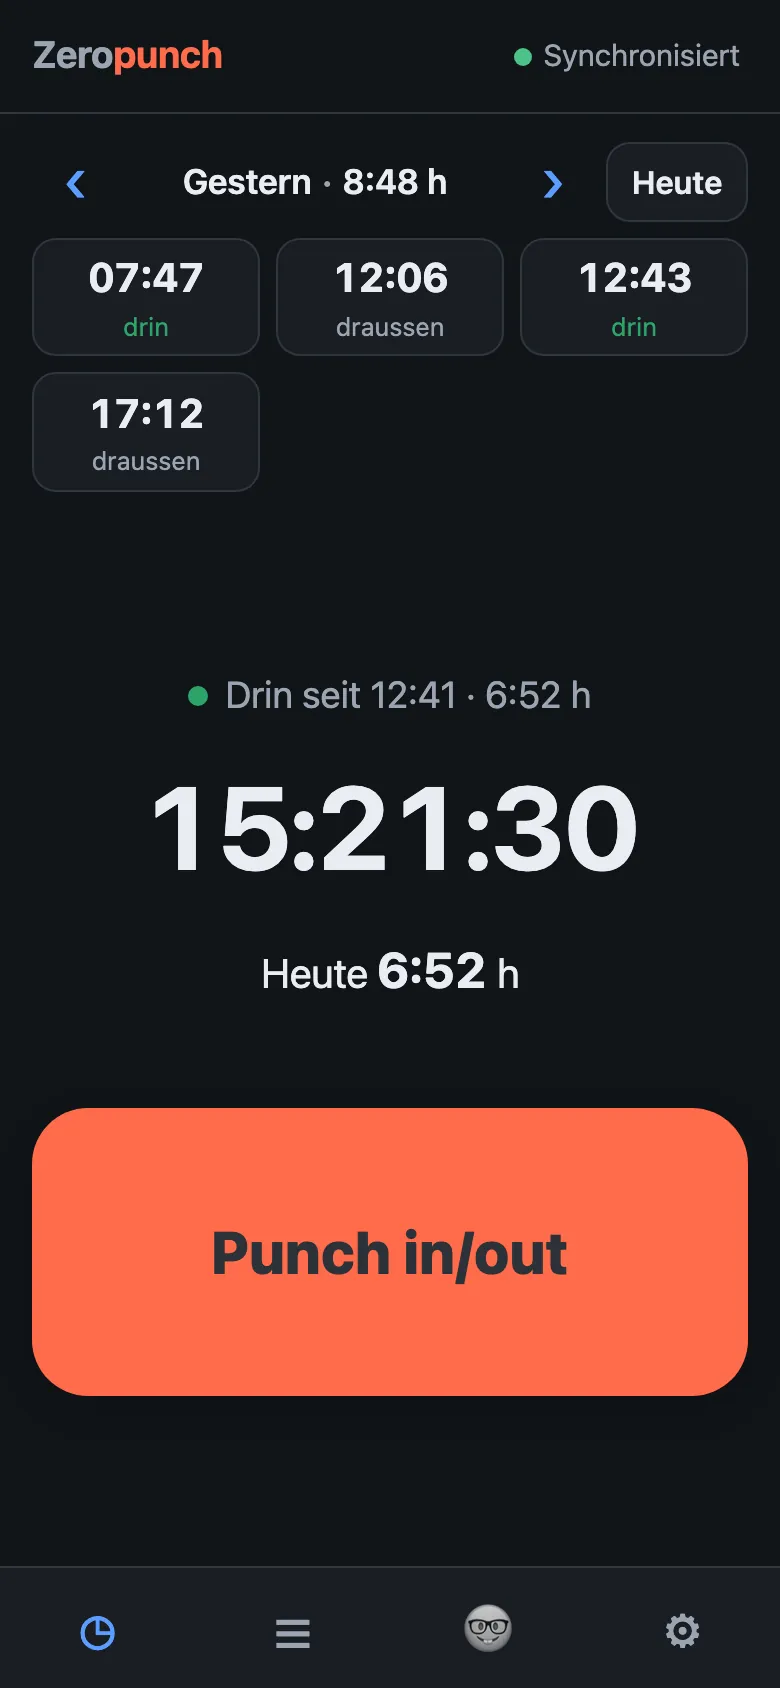 Zeropunch
Synchronisiert
Gestern · 8:48 h
Heute
07:47
drin
12:06
draussen
12:43
drin
17:12
draussen
Drin seit 12:41 · 6:52 h
15:21:30
Heute 6:52 h
Punch in/out